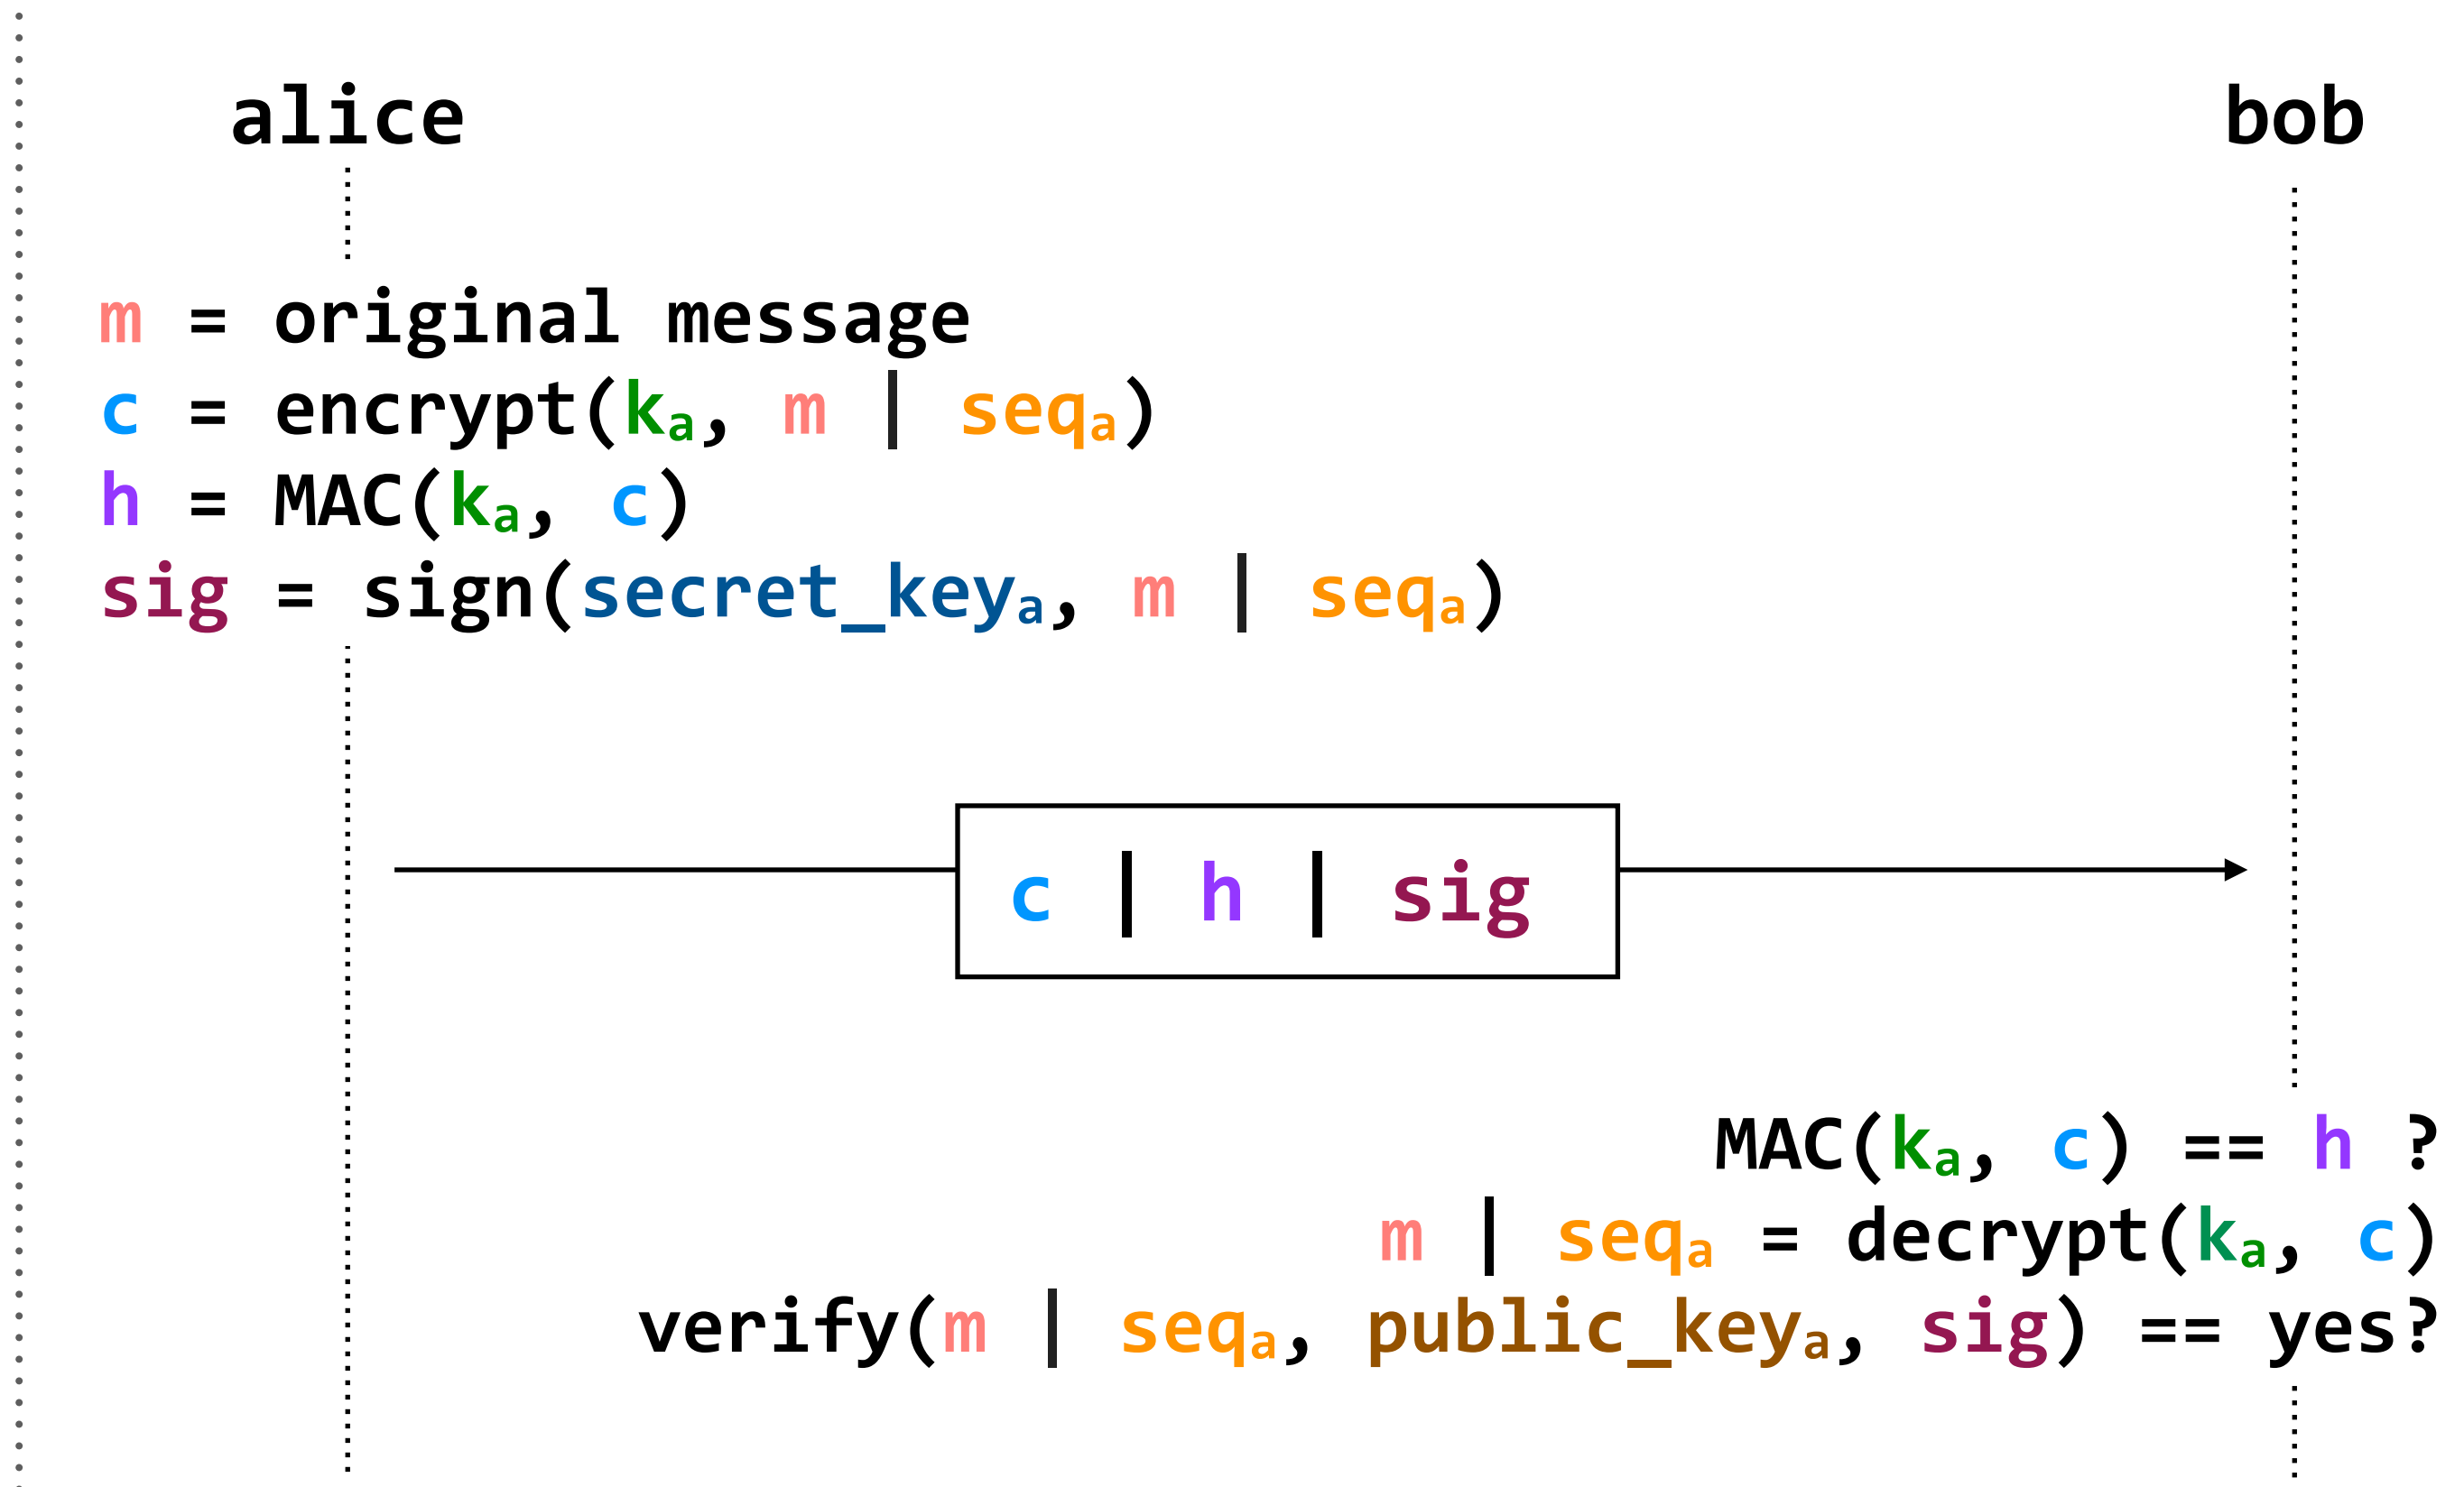 alice
bob
m = original message
c = encrypt(kₐ, m | seqₐ)
h = MAC(kₐ, c)
sig = sign(secret_keyₐ, m | seqₐ)
c | h | sig
MAC(kₐ, c) == h ?
m | seqₐ = decrypt(kₐ, c)
verify(m | seqₐ, public_keyₐ, sig) == yes?